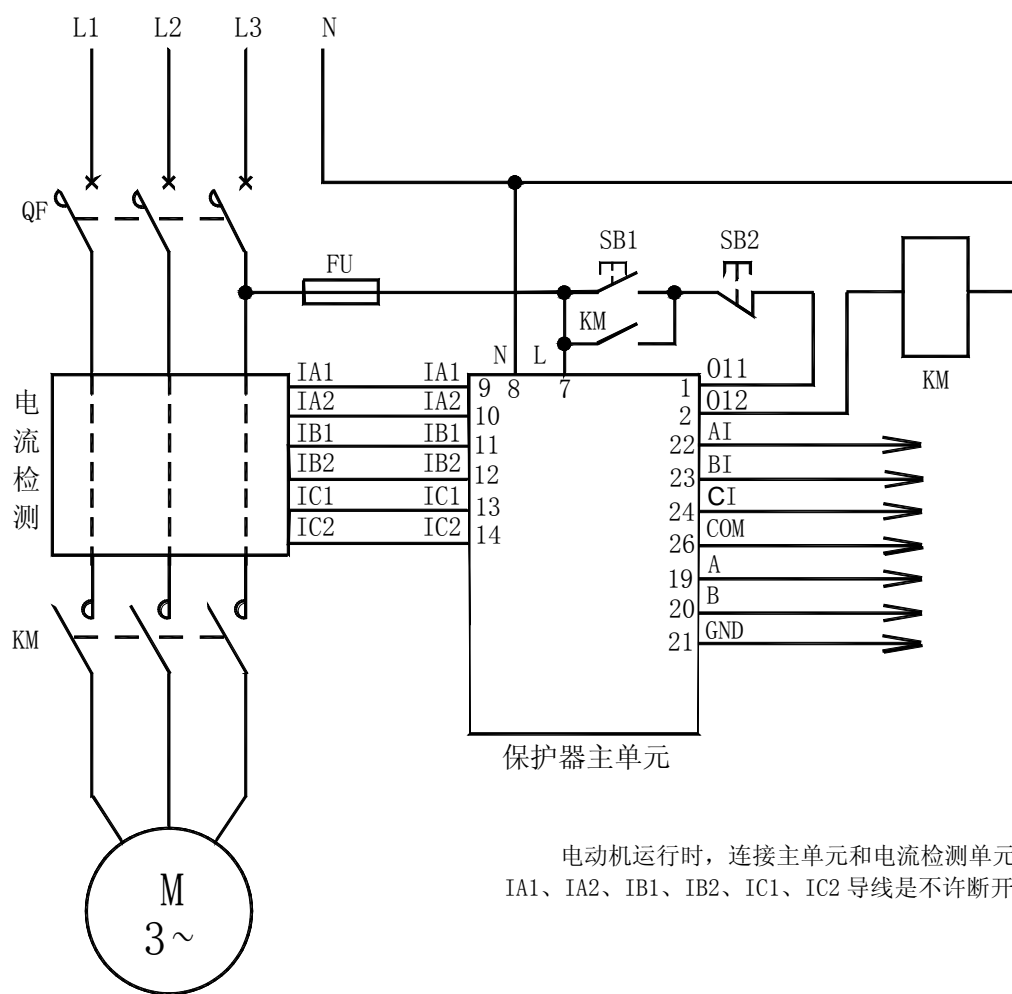 L1 L2 L3 N
QF
SB1 SB2
FU
KM
N L
KM
电流检测
IA1 IA1 9 8 7 1 011
IA2 IA2 10 2 012
IB1 IB1 11 22 AI
IB2 IB2 12 23 BI
IC1 IC1 13 24 CI
IC2 IC2 14 26 COM
19 A
20 B
21 GND
KM
保护器主单元
M
3~
电动机运行时，连接主单元和电流检测单元
IA1、IA2、IB1、IB2、IC1、IC2 导线是不许断开